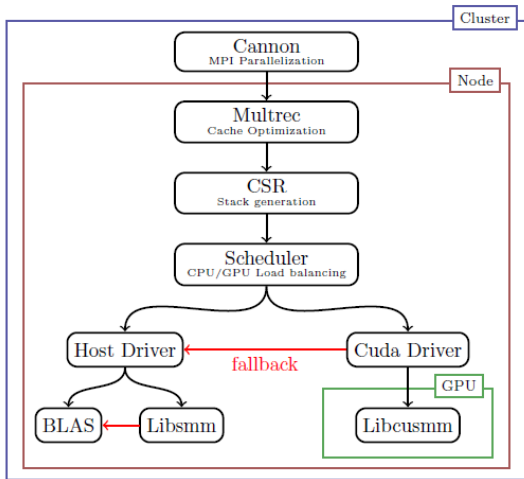 Cluster
Cannon
MPI Parallelization
Node
Multrec
Cache Optimization
CSR
Stack generation
Scheduler
CPU/GPU Load balancing
Host Driver
Cuda Driver
fallback
GPU
BLAS
Libsmm
Libcusmm